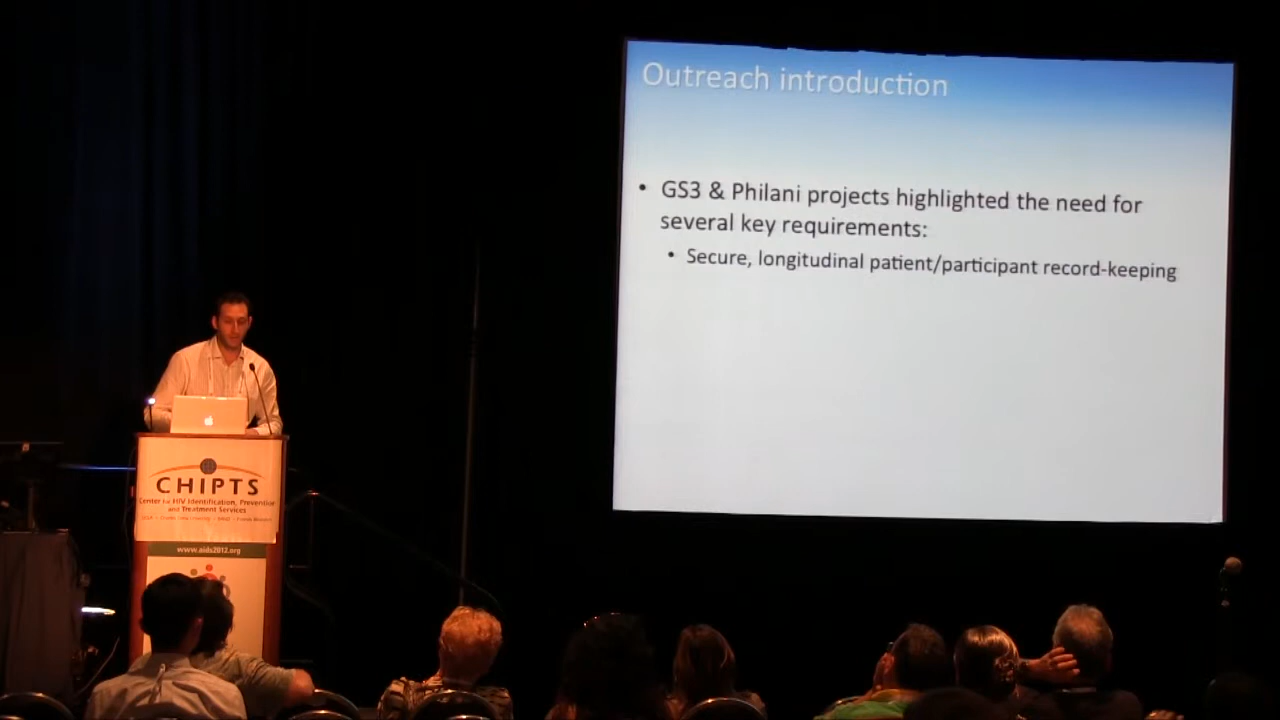 Outreach introduction
• GS3 & Philani projects highlighted the need for
several key requirements:
• Secure, longitudinal patient/participant record-keeping
CHIPTS
Center for HIV Identification, Prevention
and Treatment Services
www.aids2012.org